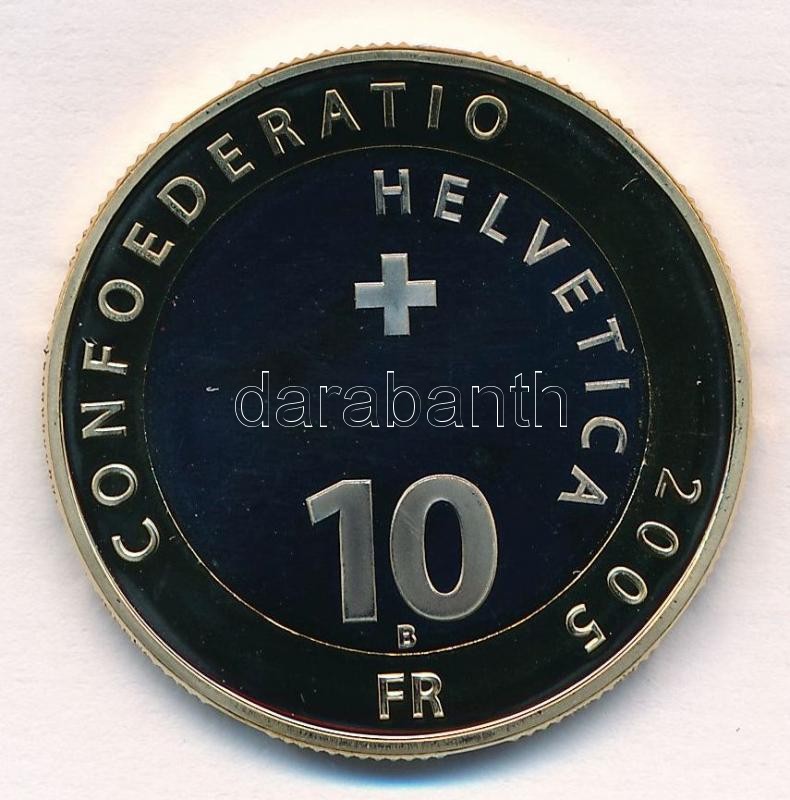 CONFOEDERATIO
HELVETICA
2005
10
B
FR
darabanth